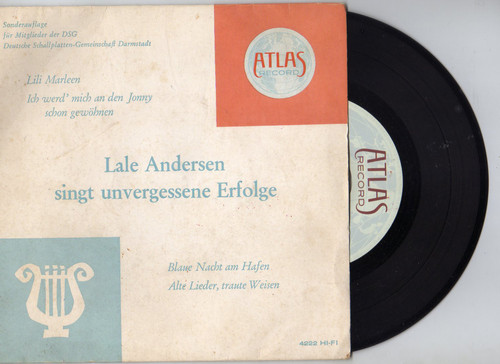 Sonderauflage
für Mitglieder der DSG
Deutsche Schallplatten-Gemeinschaft Darmstadt
ATLAS
RECORD
Lili Marleen
Ich werd' mich an den Jonny
schon gewöhnen
Lale Andersen
singt unvergessene Erfolge
Blaue Nacht am Hafen
Alte Lieder, traute Weisen
4222 HI-FI
ATLAS
RECORD